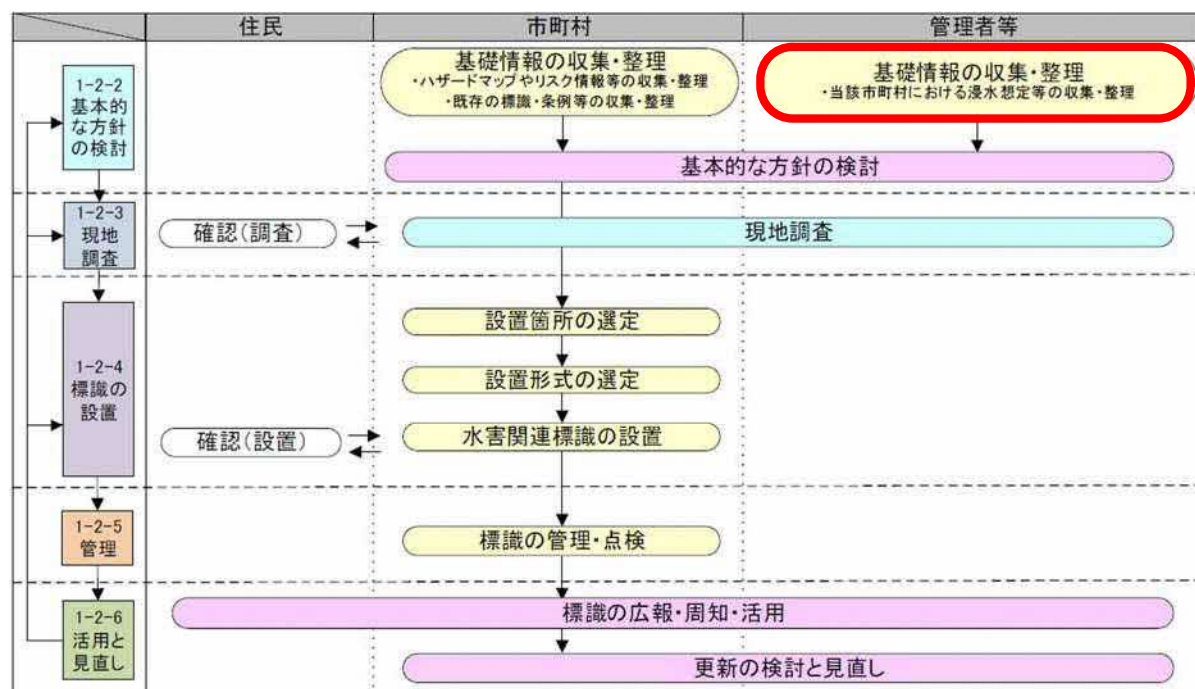 住民
市町村
管理者等
1-2-2
基本的
な方針
の検討
基礎情報の収集・整理
・ハザードマップやリスク情報等の収集・整理
・既存の標識・条例等の収集・整理
基礎情報の収集・整理
・当該市町村における浸水想定等の収集・整理
基本的な方針の検討
1-2-3
現地
調査
確認(調査)
現地調査
1-2-4
標識の
設置
設置箇所の選定
設置形式の選定
確認(設置)
水害関連標識の設置
1-2-5
管理
標識の管理・点検
1-2-6
活用と
見直し
標識の広報・周知・活用
更新の検討と見直し